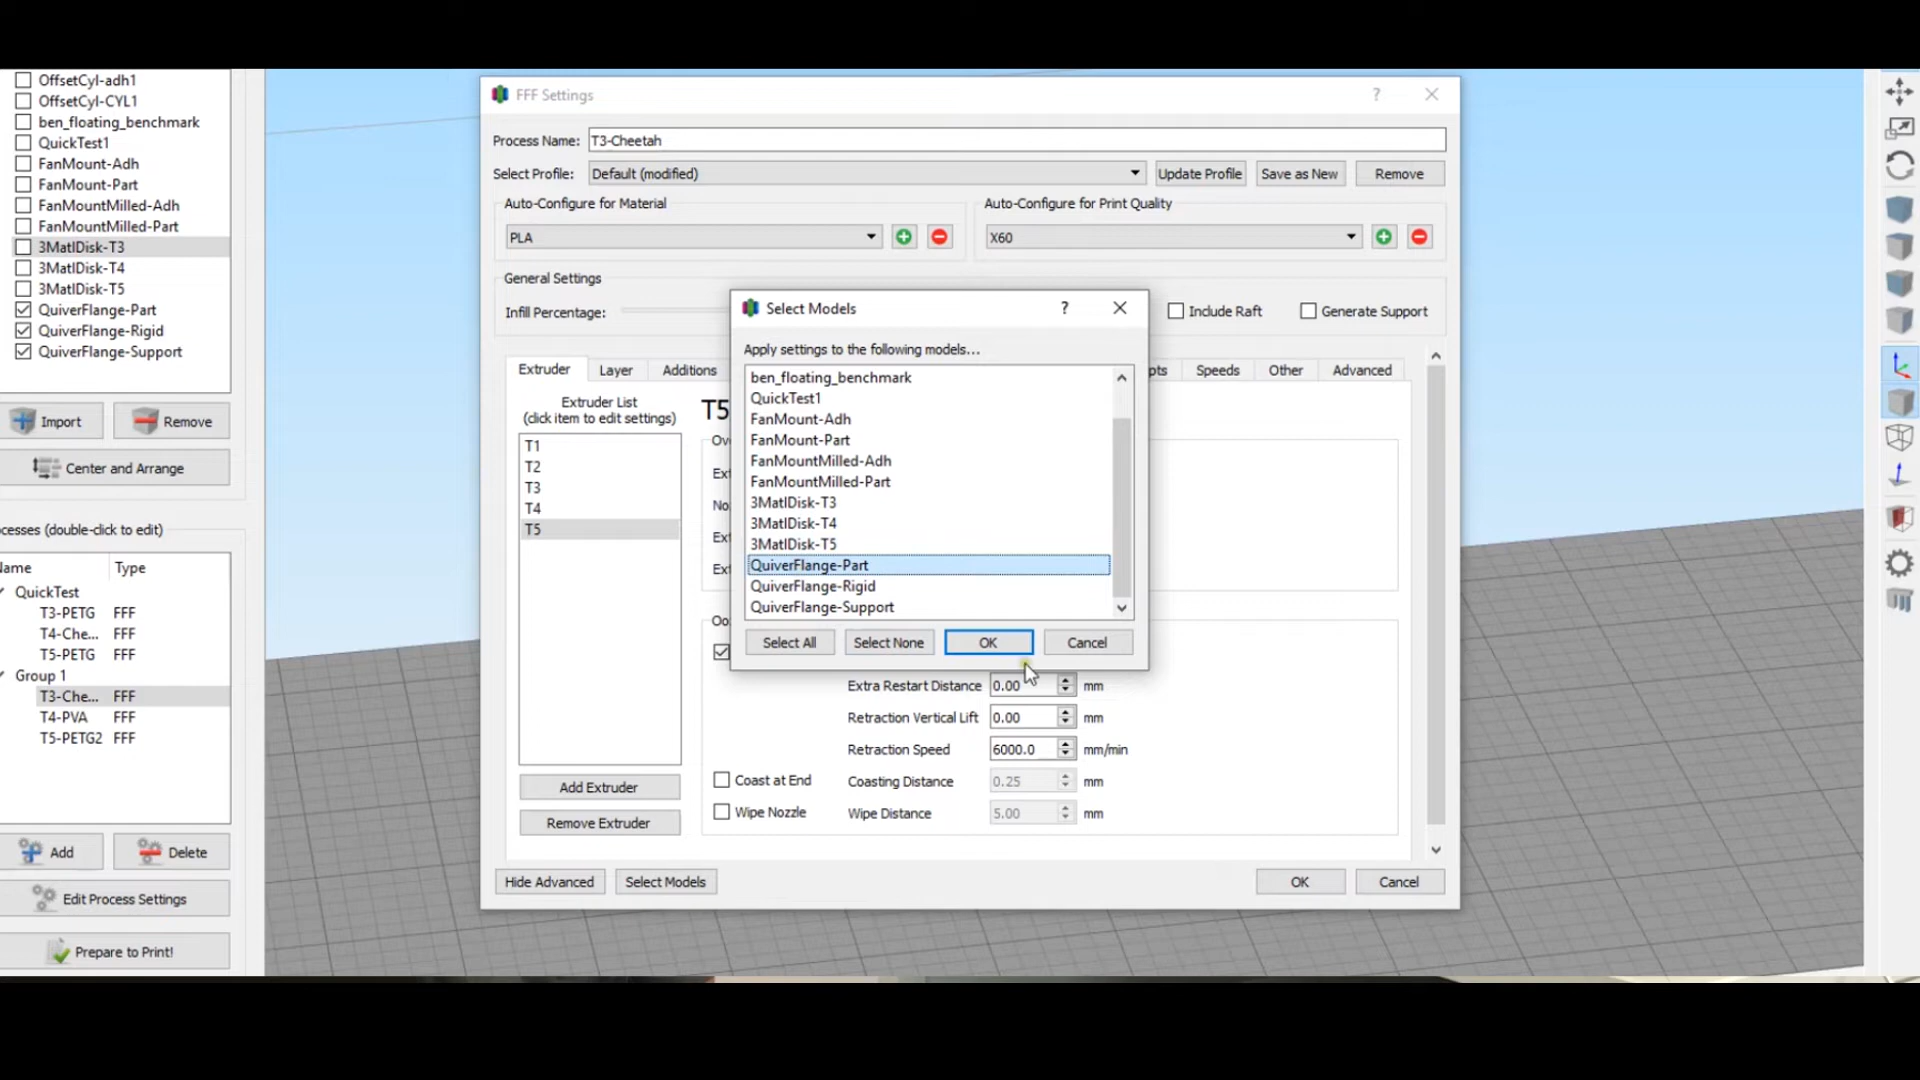 OffsetCyl-adh1
OffsetCyl-CYL1
ben_floating_benchmark
QuickTest1
FanMount-Adh
FanMount-Part
FanMountMilled-Adh
FanMountMilled-Part
3MatlDisk-T3
3MatlDisk-T4
3MatlDisk-T5
QuiverFlange-Part
QuiverFlange-Rigid
QuiverFlange-Support
Import
Remove
Center and Arrange
cesses (double-click to edit)
ame Type
QuickTest
T3-PETG FFF
T4-Che... FFF
T5-PETG FFF
Group 1
T3-Che... FFF
T4-PVA FFF
T5-PETG2 FFF
Add
Delete
Edit Process Settings
Prepare to Print!
FFF Settings ?
Process Name: T3-Cheetah
Select Profile: Default (modified) Update Profile Save as New Remove
Auto-Configure for Material
PLA
Auto-Configure for Print Quality
X60
General Settings
Infill Percentage:
Include Raft
Generate Support
Extruder Layer Additions pts Speeds Other Advanced
Extruder List
(click item to edit settings)
T1
T2
T3
T4
T5
Add Extruder
Remove Extruder
T5
Ov
Ext
No
Ext
Ext
Oo
Extra Restart Distance 0.00 mm
Retraction Vertical Lift 0.00 mm
Retraction Speed 6000.0 mm/min
Coast at End Coasting Distance 0.25 mm
Wipe Nozzle Wipe Distance 5.00 mm
Hide Advanced Select Models OK Cancel
Select Models ?
Apply settings to the following models...
ben_floating_benchmark
QuickTest1
FanMount-Adh
FanMount-Part
FanMountMilled-Adh
FanMountMilled-Part
3MatlDisk-T3
3MatlDisk-T4
3MatlDisk-T5
QuiverFlange-Part
QuiverFlange-Rigid
QuiverFlange-Support
Select All Select None OK Cancel